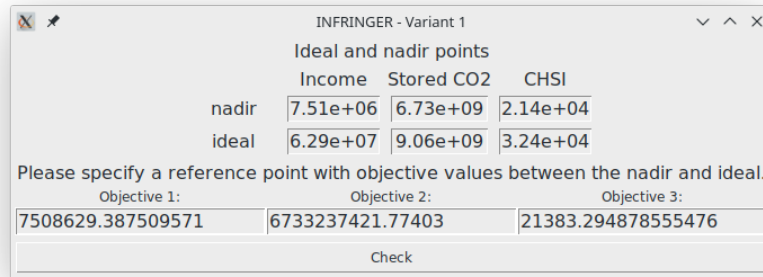 INFRINGER - Variant 1
Ideal and nadir points
Income Stored CO2 CHSI
nadir 7.51e+06 6.73e+09 2.14e+04
ideal 6.29e+07 9.06e+09 3.24e+04
Please specify a reference point with objective values between the nadir and ideal.
Objective 1: Objective 2: Objective 3:
7508629.387509571 6733237421.77403 21383.294878555476
Check